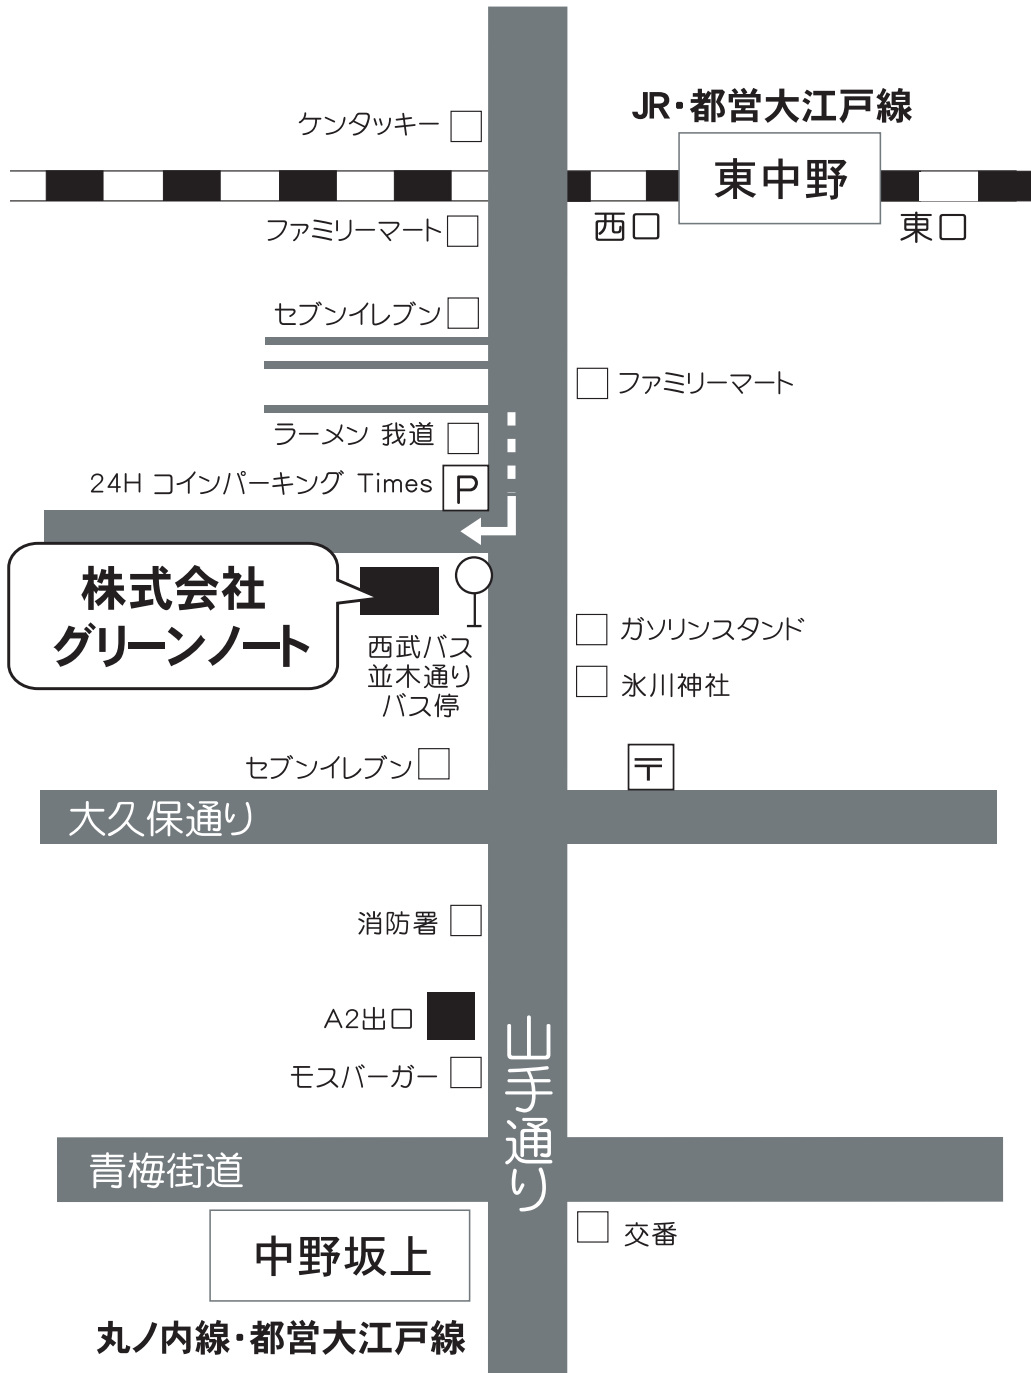 JR・都営大江戸線
ケンタッキー
東中野
ファミリーマート
西口
東口
セブンイレブン
ファミリーマート
ラーメン 我道
24H コインパーキング Times
P
株式会社
グリーンノート
西武バス
並木通り
バス停
ガソリンスタンド
氷川神社
セブンイレブン
〒
大久保通り
消防署
A2出口
モスバーガー
山手通り
青梅街道
中野坂上
交番
丸ノ内線・都営大江戸線